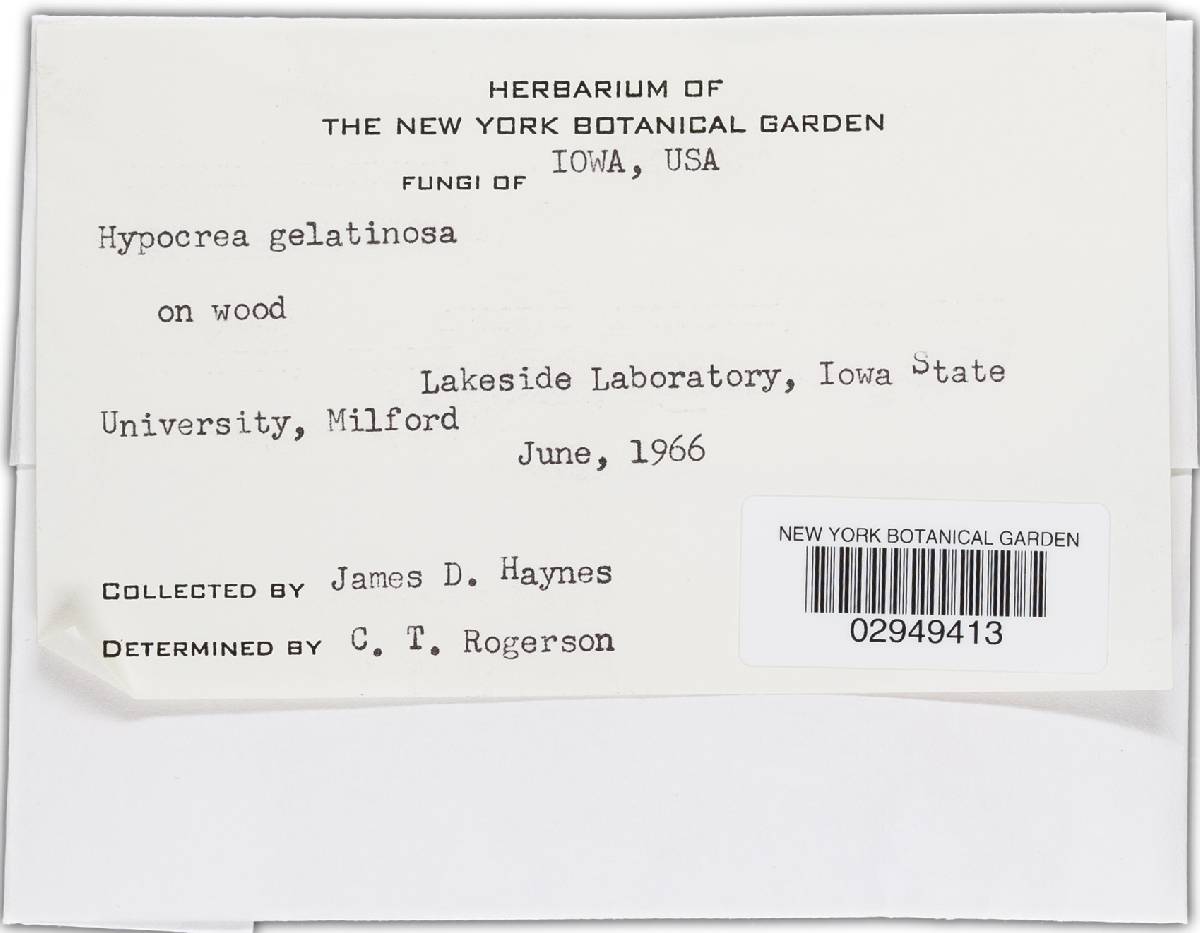 HERBARIUM OF
THE NEW YORK BOTANICAL GARDEN
FUNGI OF IOWA, USA
Hypocrea gelatinosa
on wood
Lakeside Laboratory, Iowa State
University, Milford
June, 1966
COLLECTED BY James D. Haynes
DETERMINED BY C. T. Rogerson
NEW YORK BOTANICAL GARDEN
02949413